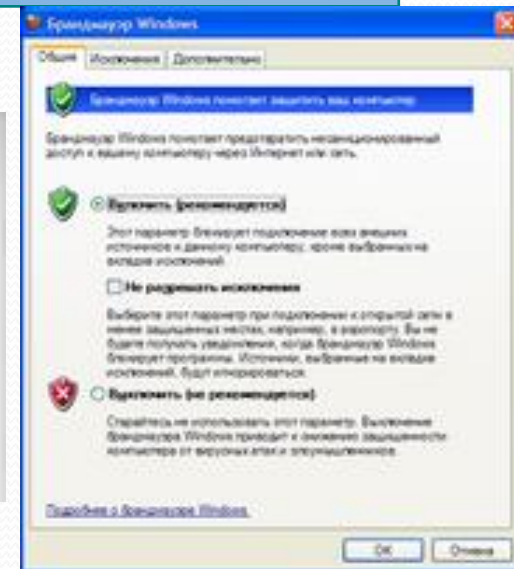 Брандмауэр Windows
Общие Исключения Дополнительно
Брандмауэр Windows помогает защитить ваш компьютер
Брандмауэр Windows помогает предотвратить несанкционированный
доступ к вашему компьютеру через Интернет или сеть.
Включить (рекомендуется)
Этот параметр блокирует подключение всех внешних
источников к данному компьютеру, кроме выбранных на
вкладке исключений.
Не разрешать исключения
Выберите этот параметр при подключении к открытой сети в
менее защищенных местах, например, в аэропорту. Вы не
будете получать уведомления, когда брандмауэр Windows
блокирует программы. Источники, выбранные на вкладке
исключений, будут игнорироваться.
Выключить (не рекомендуется)
Старайтесь не использовать этот параметр. Выключение
брандмауэра Windows приводит к снижению защищенности
компьютера от вирусных атак и злоумышленников.
Подробнее о брандмауэре Windows.
ОК Отмена